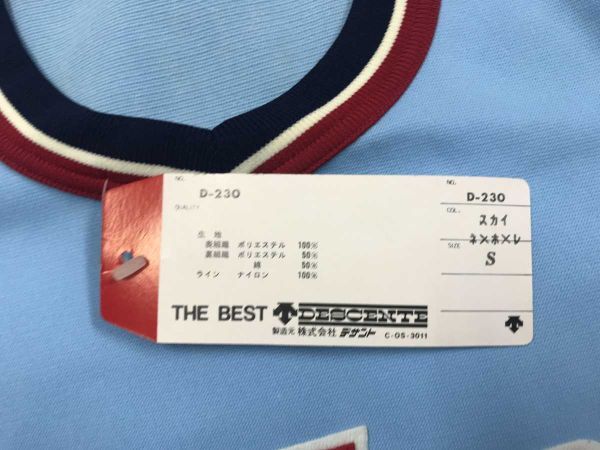 NO.
D-230
QUALITY
生地
表組織 ポリエステル 100%
裏組織 ポリエステル 50%
綿 50%
ライン ナイロン 100%
THE BEST DESCENTE
製造元 株式会社 デサント C-OS-3011
NO.
D-230
COL.
スカイ
ネ×ホ×レ
SIZE
S